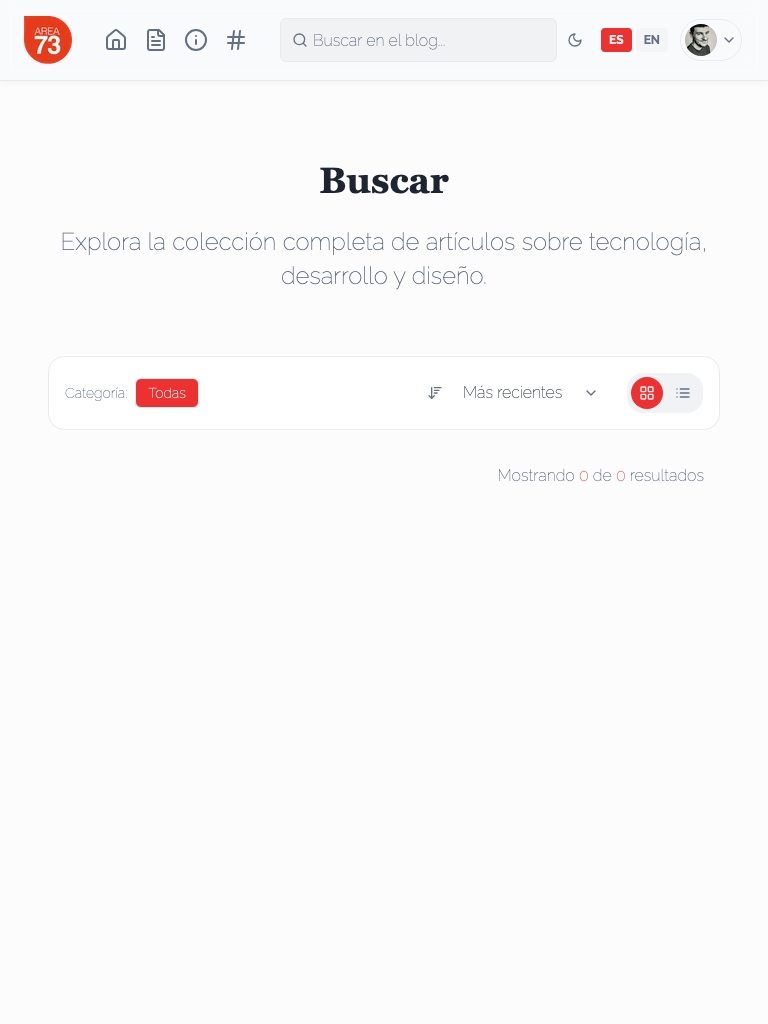 AREA
73
Buscar en el blog...
ES
EN
Buscar
Explora la colección completa de artículos sobre tecnología,
desarrollo y diseño.
Categoría:
Todas
Más recientes
Mostrando 0 de 0 resultados